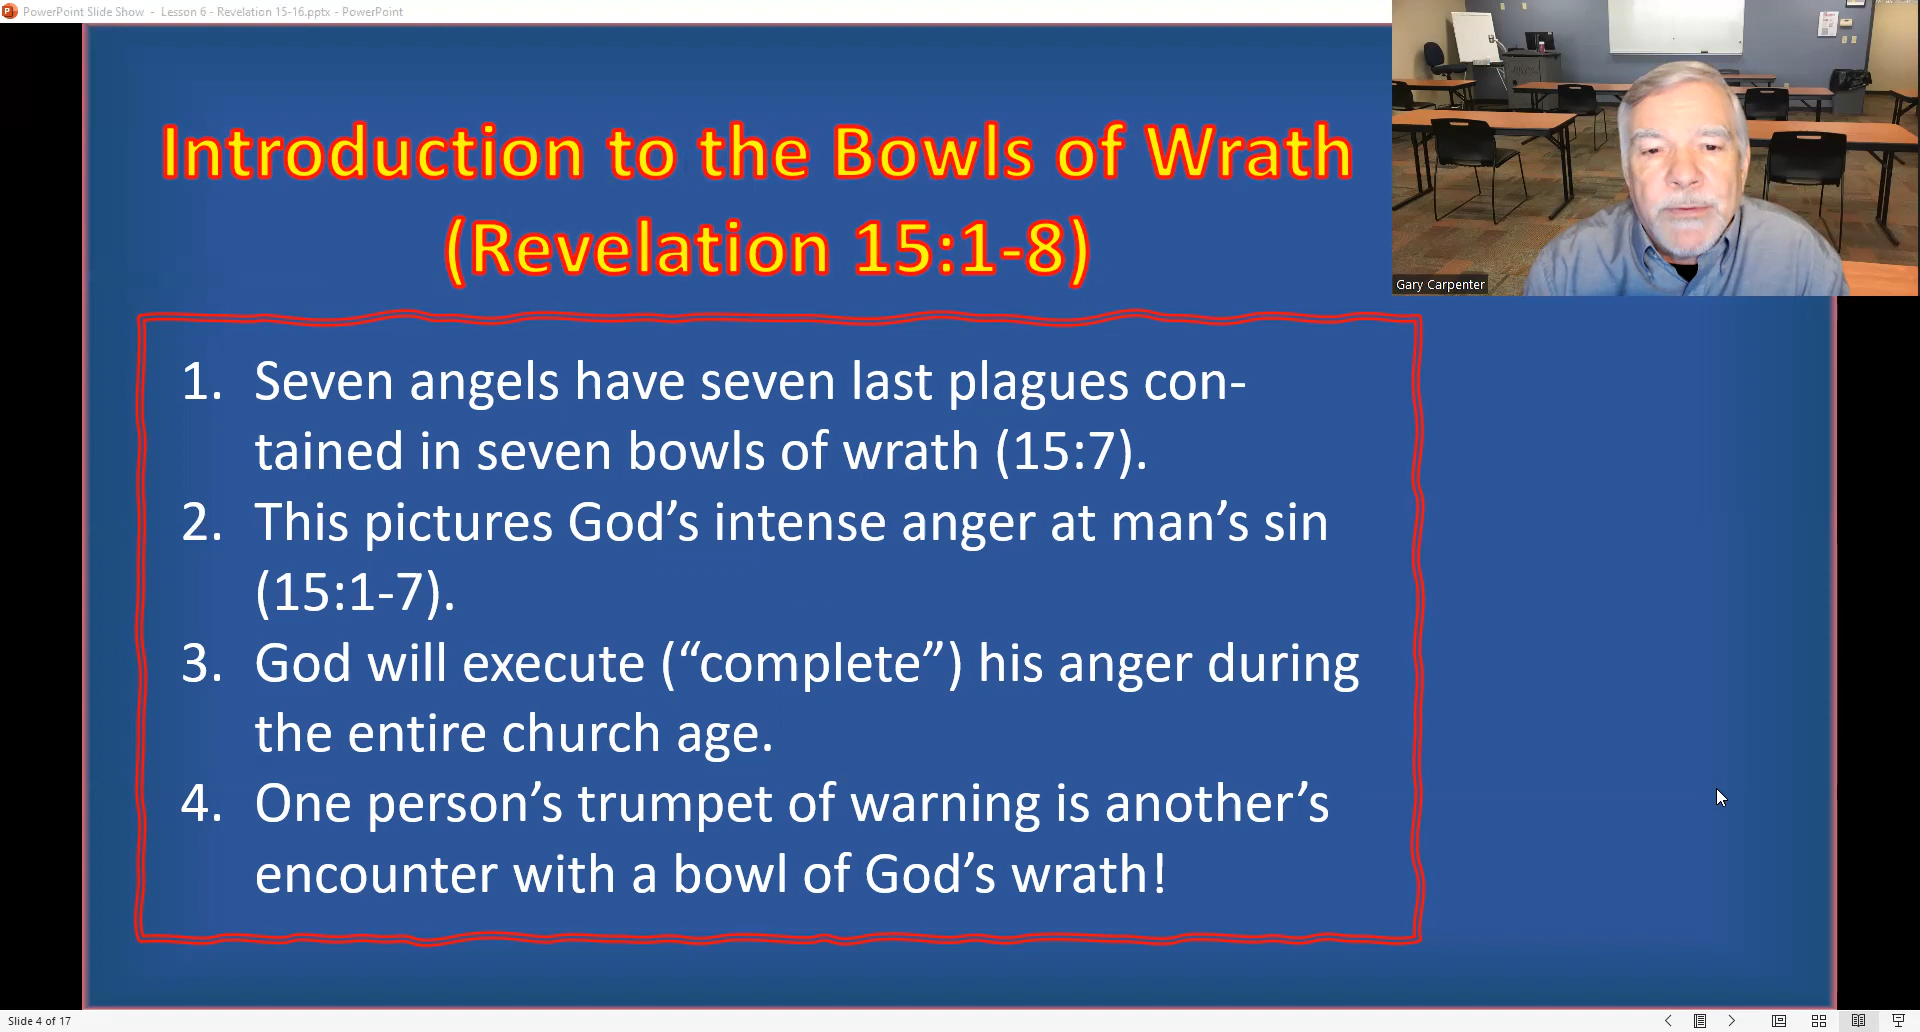 PowerPoint Slide Show - Lesson 6 - Revelation 15-16.pptx - PowerPoint
Introduction to the Bowls of Wrath
(Revelation 15:1-8)
Gary Carpenter
1. Seven angels have seven last plagues con-
tained in seven bowls of wrath (15:7).
2. This pictures God’s intense anger at man’s sin
(15:1-7).
3. God will execute (“complete”) his anger during
the entire church age.
4. One person’s trumpet of warning is another’s
encounter with a bowl of God’s wrath!
Slide 4 of 17